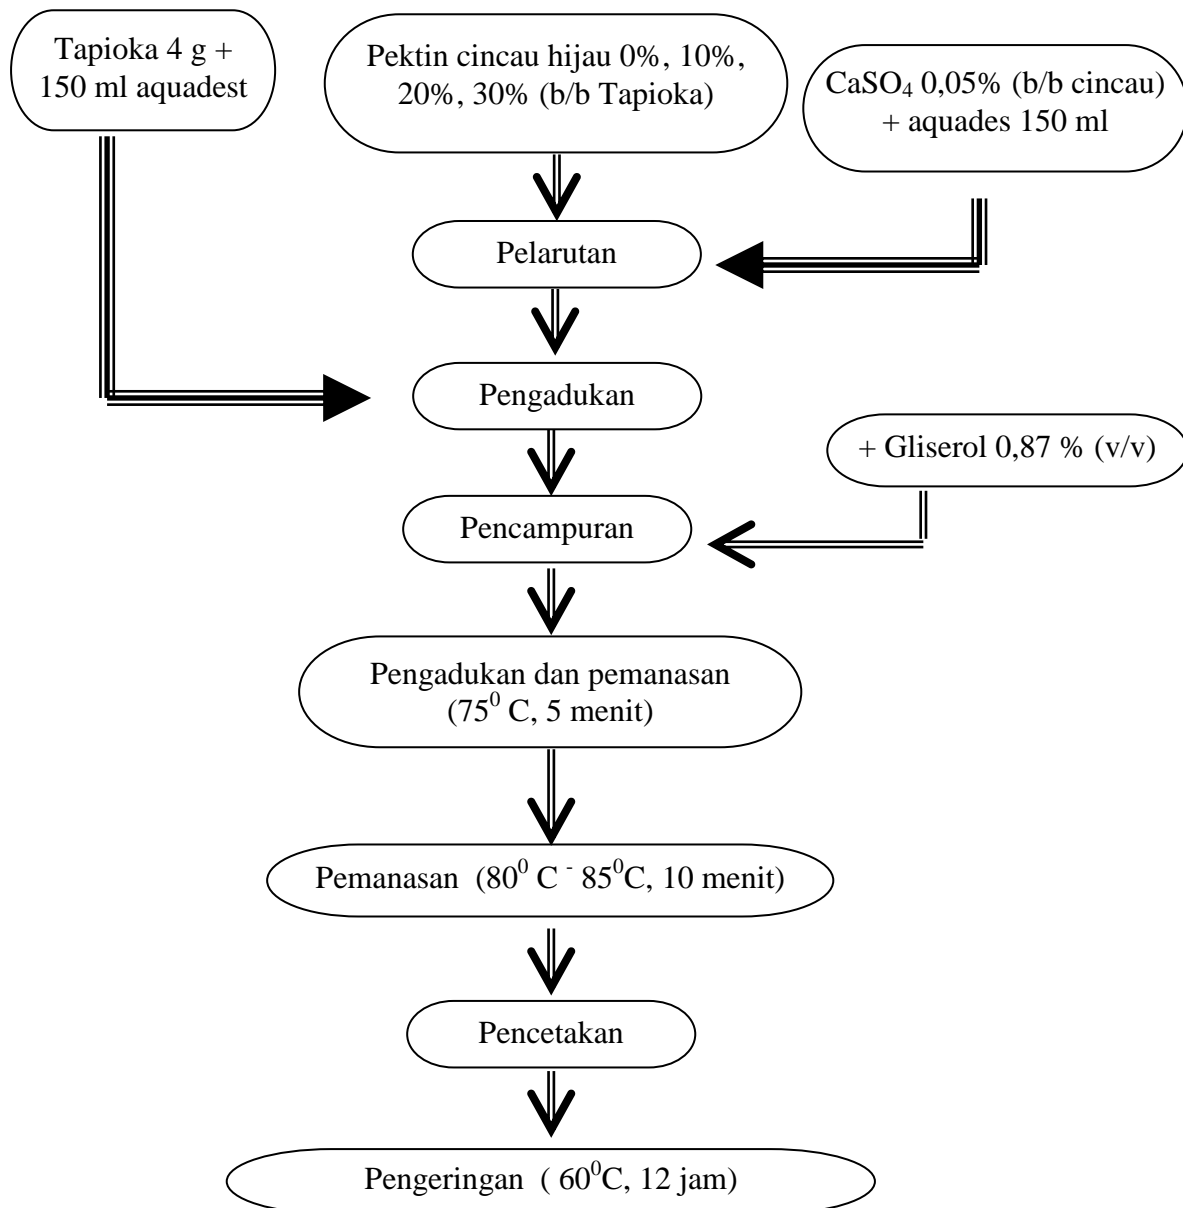 Tapioka 4 g +
150 ml aquadest
Pektin cincau hijau 0%, 10%,
20%, 30% (b/b Tapioka)
CaSO₄ 0,05% (b/b cincau)
+ aquades 150 ml
Pelarutan
Pengadukan
+ Gliserol 0,87 % (v/v)
Pencampuran
Pengadukan dan pemanasan
(75⁰ C, 5 menit)
Pemanasan (80⁰ C ⁻ 85⁰C, 10 menit)
Pencetakan
Pengeringan ( 60⁰C, 12 jam)